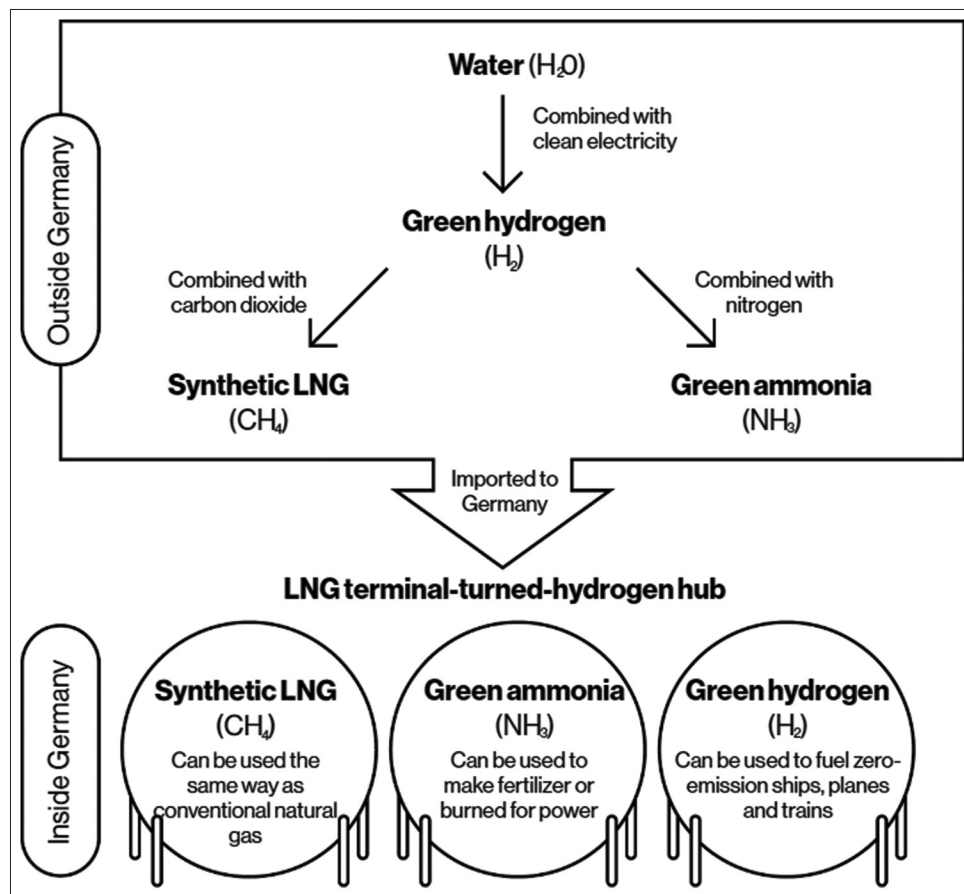 Outside Germany
Water (H₂O)
Combined with
clean electricity
Green hydrogen
(H₂)
Combined with
carbon dioxide
Combined with
nitrogen
Synthetic LNG
(CH₄)
Green ammonia
(NH₃)
Imported to
Germany
LNG terminal-turned-hydrogen hub
Inside Germany
Synthetic LNG
(CH₄)
Can be used the
same way as
conventional natural
gas
Green ammonia
(NH₃)
Can be used to
make fertilizer or
burned for power
Green hydrogen
(H₂)
Can be used to fuel zero-
emission ships, planes
and trains